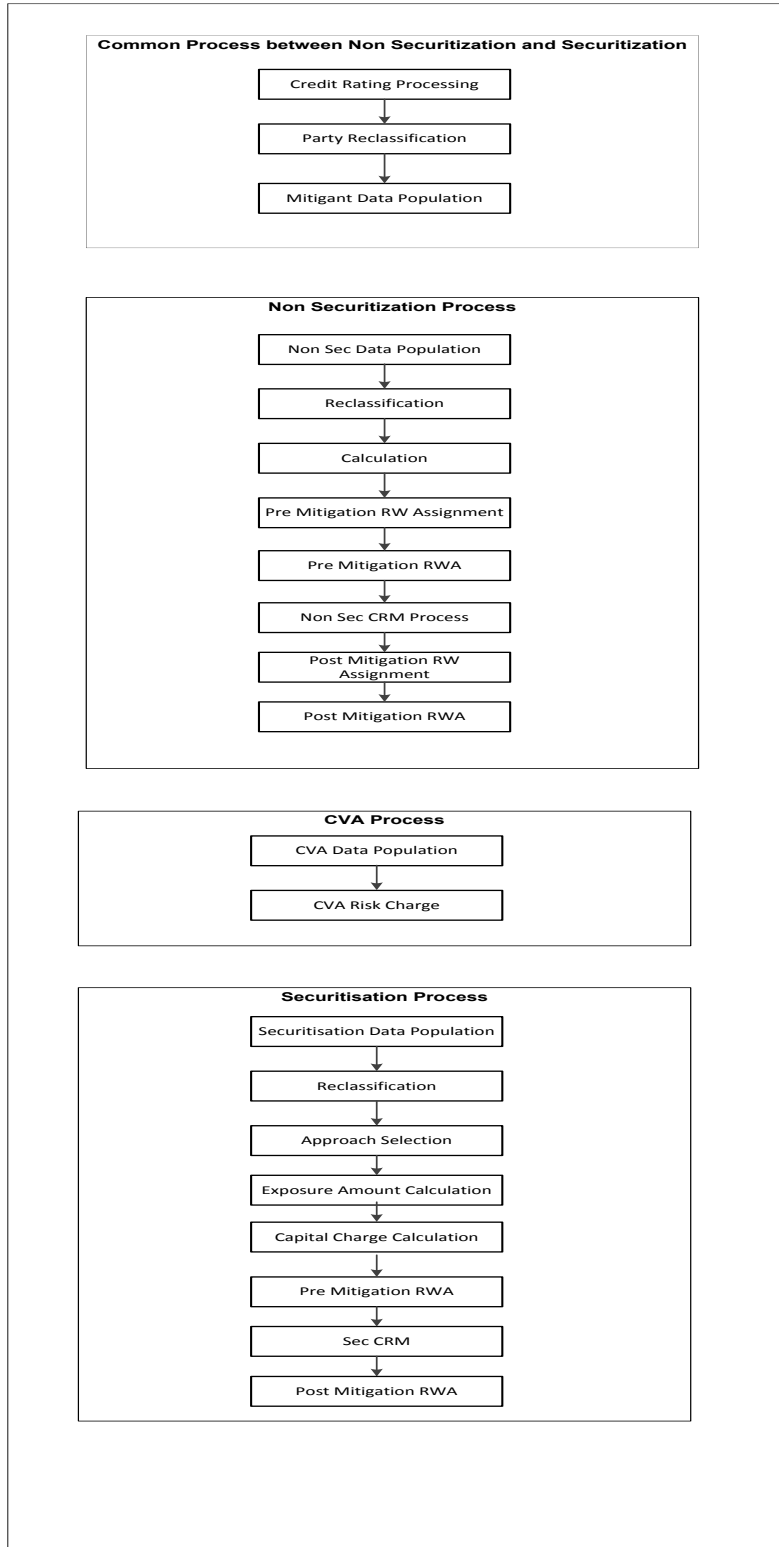 Common Process between Non Securitization and Securitization
Credit Rating Processing
Party Reclassification
Mitigant Data Population
Non Securitization Process
Non Sec Data Population
Reclassification
Calculation
Pre Mitigation RW Assignment
Pre Mitigation RWA
Non Sec CRM Process
Post Mitigation RW
Assignment
Post Mitigation RWA
CVA Process
CVA Data Population
CVA Risk Charge
Securitisation Process
Securitisation Data Population
Reclassification
Approach Selection
Exposure Amount Calculation
Capital Charge Calculation
Pre Mitigation RWA
Sec CRM
Post Mitigation RWA